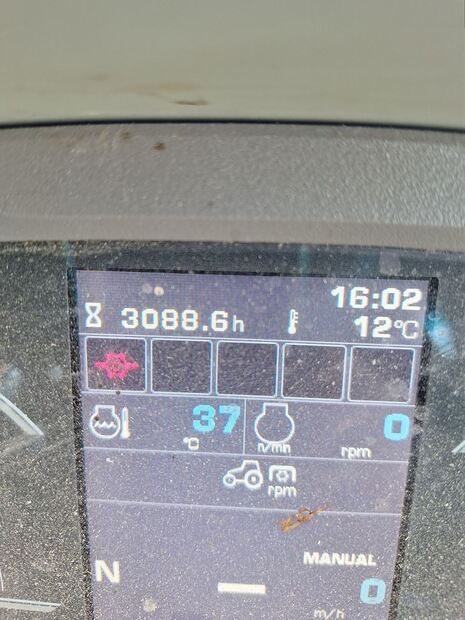 16:02
3088.6h
12°C
37
°C
n/min
rpm
0
rpm
MANUAL
N
0
m/h